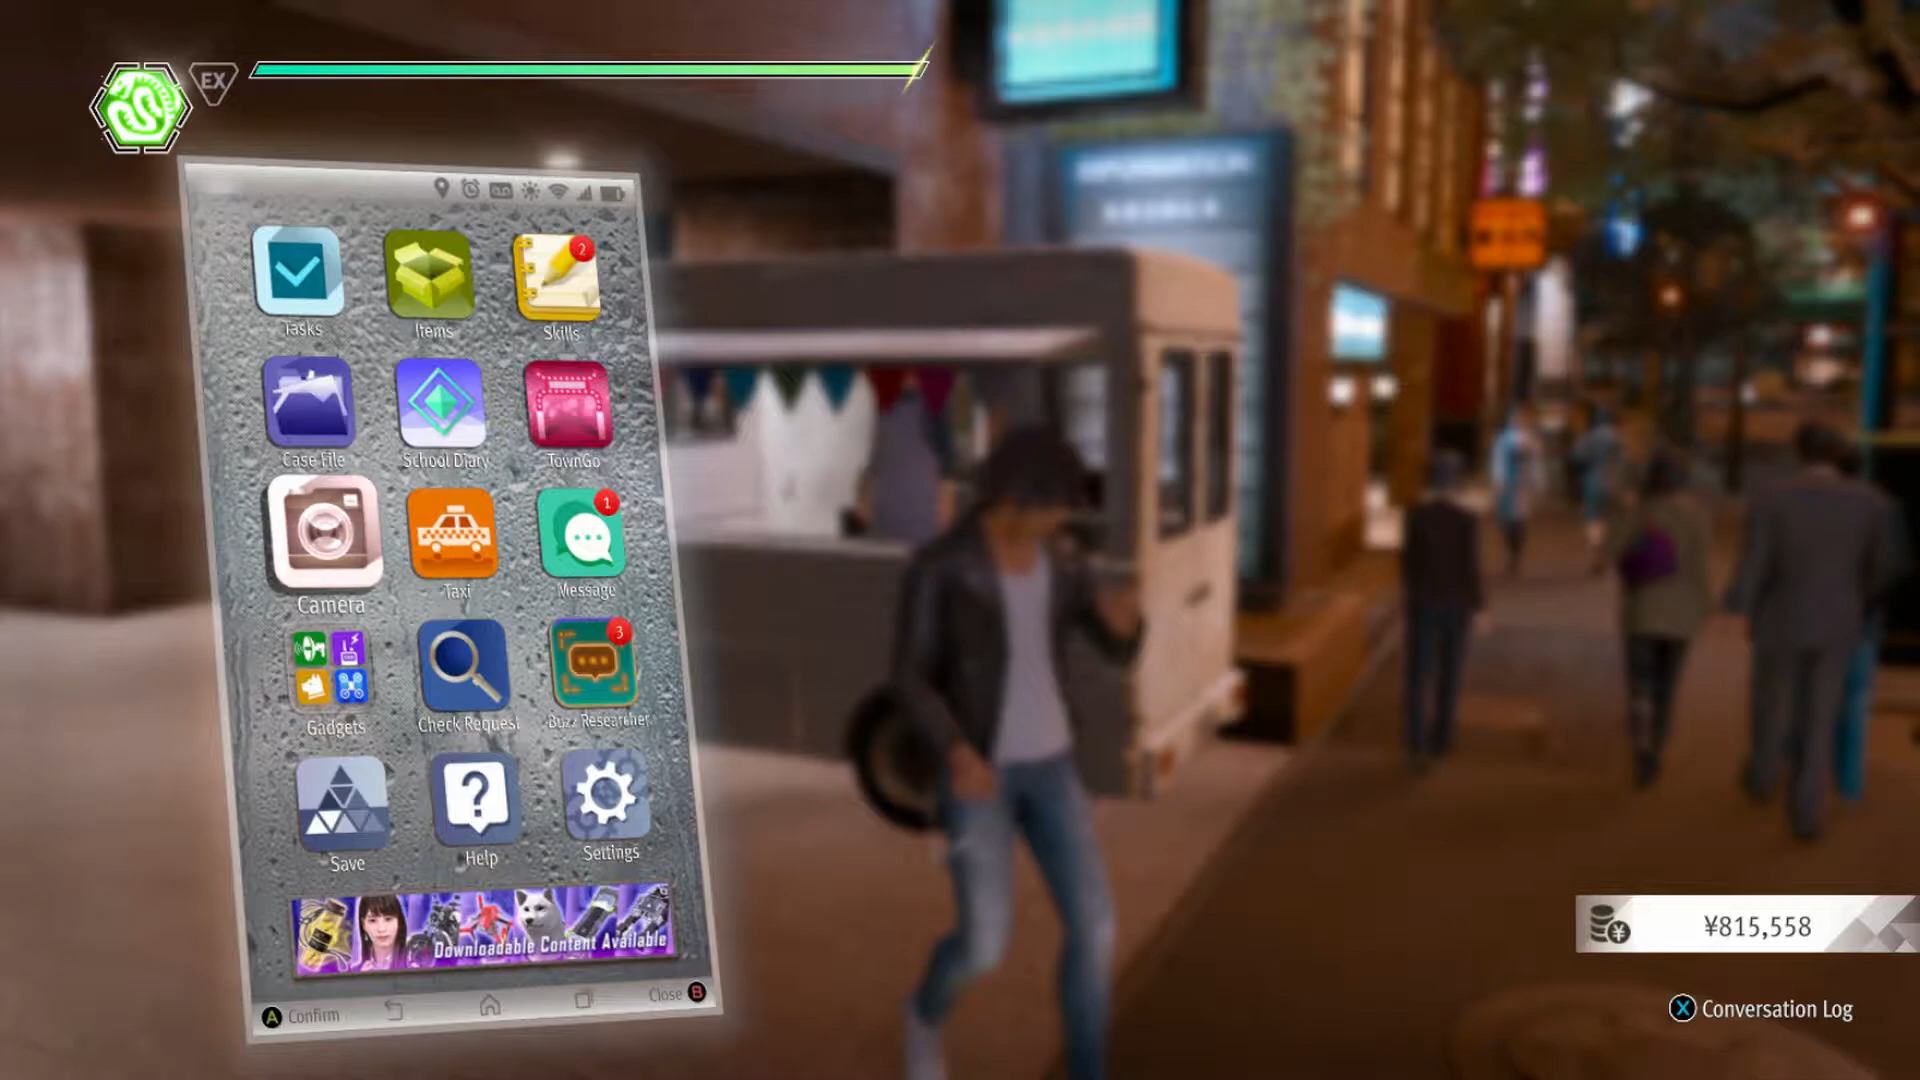 EX
Tasks
Items
2
Skills
Case File
School Diary
TownGo
Camera
Taxi
1
Message
Gadgets
Check Request
3
Buzz Researcher
Save
?
Help
Settings
Downloadable Content Available
A Confirm
Close B
¥815,558
X Conversation Log